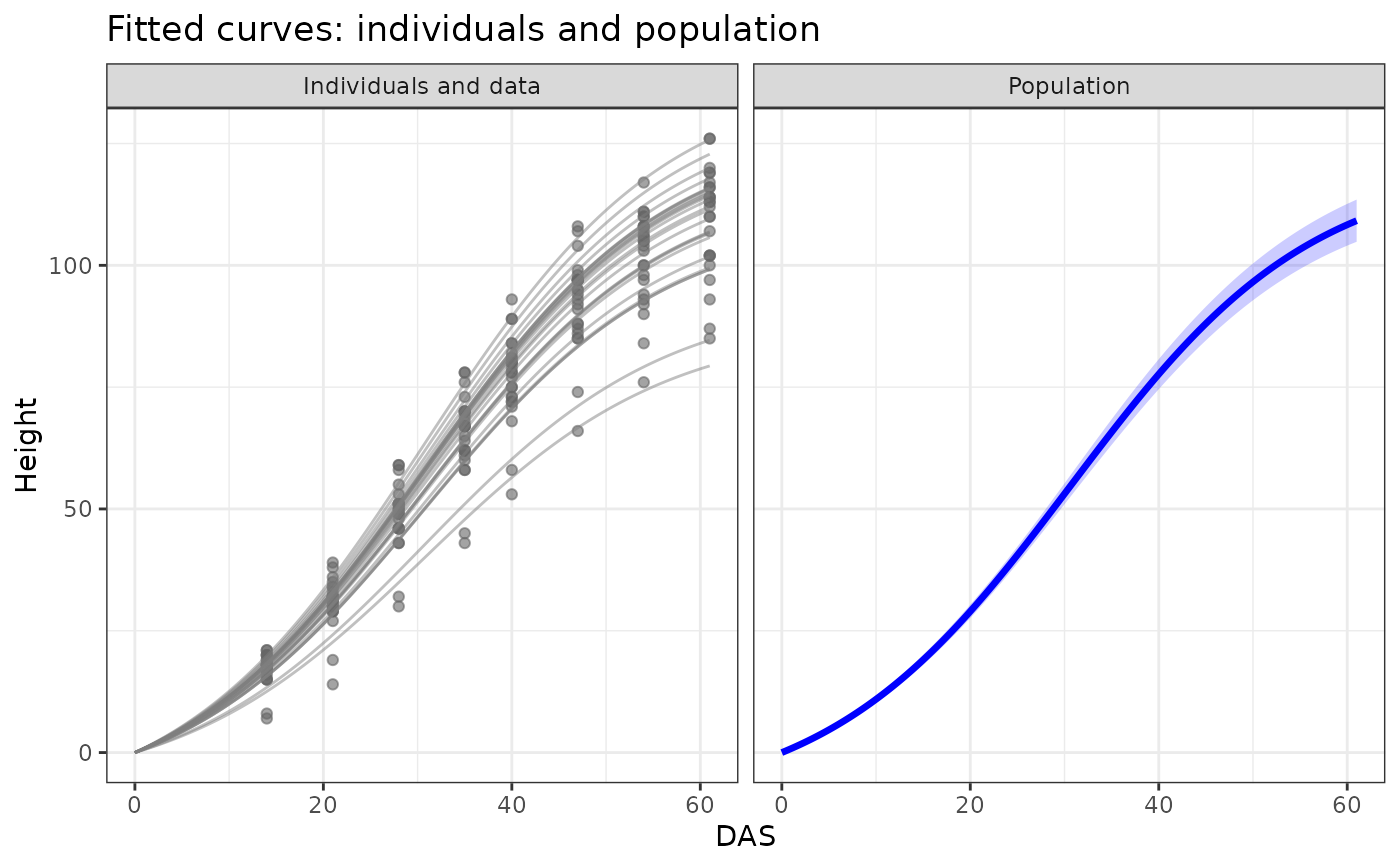 Fitted curves: individuals and population
Individuals and data
Population
Height
100
50
0
0 20 40 60
0 20 40 60
DAS